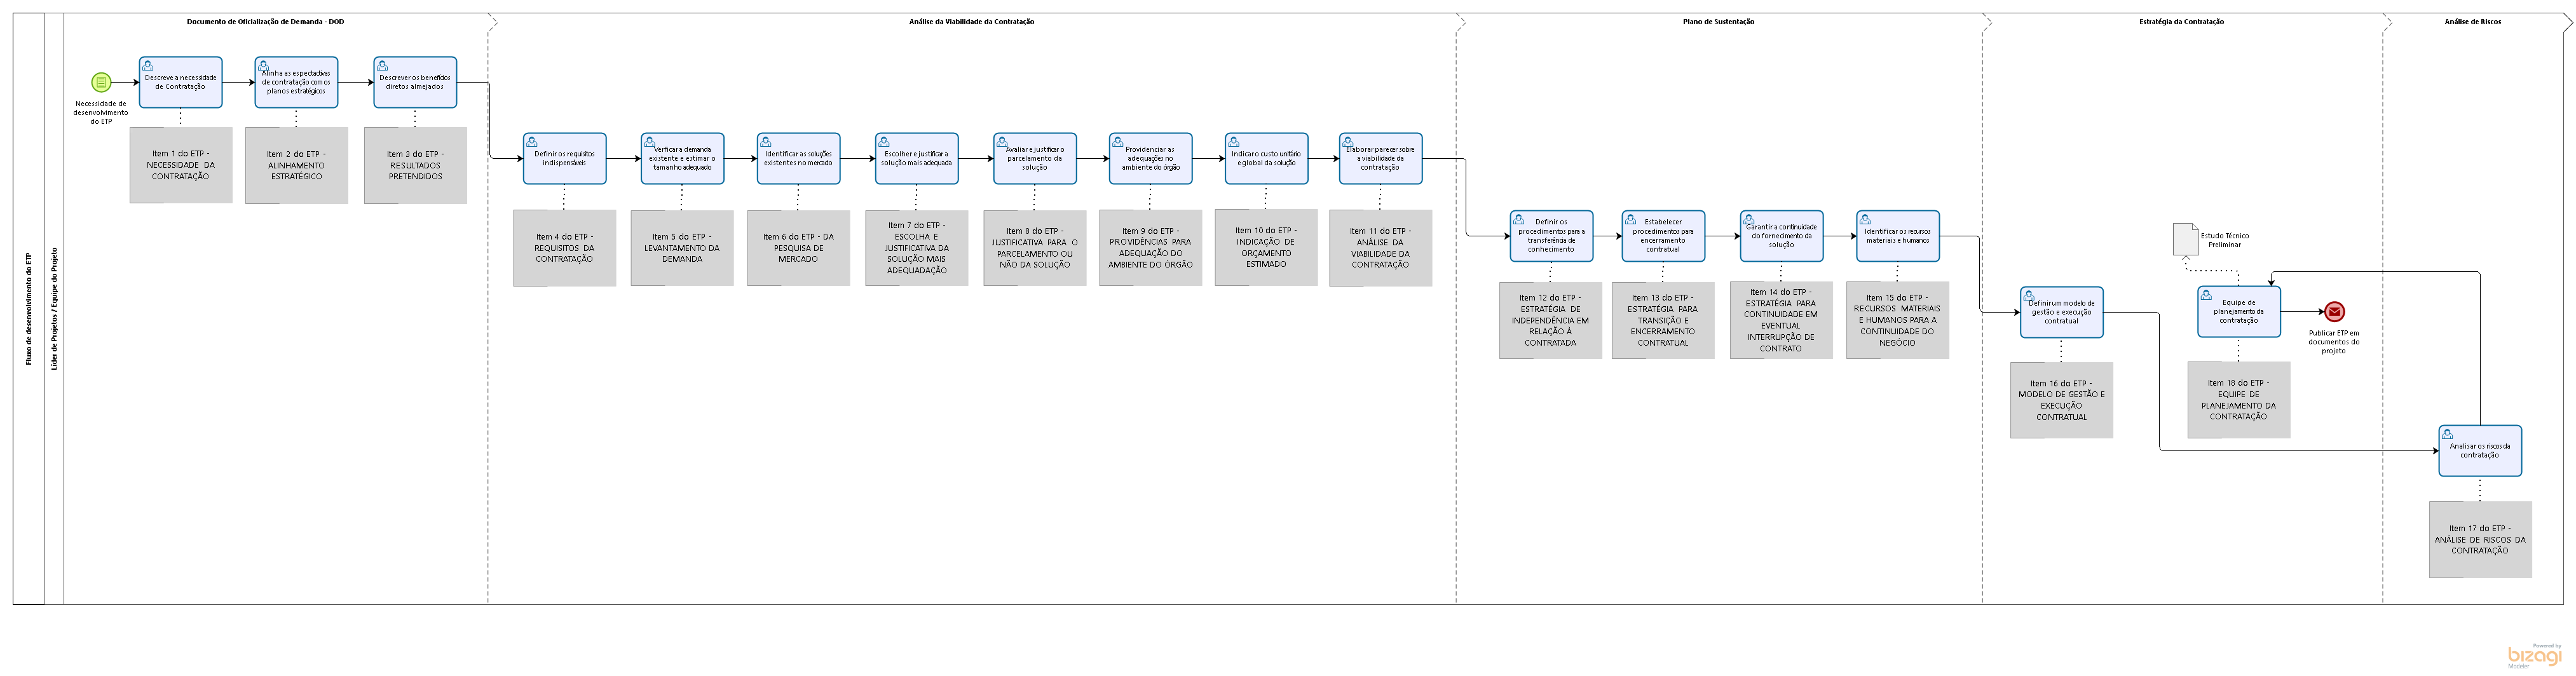 Documento de Oficialização de Demanda - DOD
Análise da Viabilidade da Contratação
Plano de Sustentação
Estratégia da Contratação
Análise de Riscos
Fluxo de desenvolvimento do ETP
Líder de Projetos / Equipe do Projeto
Necessidade de
desenvolvimento
do ETP
Descreve a necessidade
de Contratação
Item 1 do ETP -
NECESSIDADE DA
CONTRATAÇÃO
Alinha as espectactivas
de contratação com os
planos estratégicos
Item 2 do ETP -
ALINHAMENTO
ESTRATÉGICO
Descrever os benefícios
diretos almejados
Item 3 do ETP -
RESULTADOS
PRETENDIDOS
Definir os requisitos
indispensáveis
Item 4 do ETP -
REQUISITOS DA
CONTRATAÇÃO
Verficar a demanda
existente e estimar o
tamanho adequado
Item 5 do ETP -
LEVANTAMENTO DA
DEMANDA
Identificar as soluções
existentes no mercado
Item 6 do ETP - DA
PESQUISA DE
MERCADO
Escolher e justificar a
solução mais adequada
Item 7 do ETP -
ESCOLHA E
JUSTIFICATIVA DA
SOLUÇÃO MAIS
ADEQUADAÇÃO
Avaliar e justificar o
parcelamento da
solução
Item 8 do ETP -
JUSTIFICATIVA PARA O
PARCELAMENTO OU
NÃO DA SOLUÇÃO
Providenciar as
adequações no
ambiente do órgão
Item 9 do ETP -
PROVIDÊNCIAS PARA
ADEQUAÇÃO DO
AMBIENTE DO ÓRGÃO
Indicar o custo unitário
e global da solução
Item 10 do ETP -
INDICAÇÃO DE
ORÇAMENTO
ESTIMADO
Elaborar parecer sobre
a viabilidade da
contratação
Item 11 do ETP -
ANÁLISE DA
VIABILIDADE DA
CONTRATAÇÃO
Definir os
procedimentos para a
transferência de
conhecimento
Item 12 do ETP -
ESTRATÉGIA DE
INDEPENDÊNCIA EM
RELAÇÃO À
CONTRATADA
Estabelecer
procedimentos para
encerramento
contratual
Item 13 do ETP -
ESTRATÉGIA PARA
TRANSIÇÃO E
ENCERRAMENTO
CONTRATUAL
Garantir a continuidade
do fornecimento da
solução
Item 14 do ETP -
ESTRATÉGIA PARA
CONTINUIDADE EM
EVENTUAL
INTERRUPÇÃO DE
CONTRATO
Identificar os recursos
materiais e humanos
Item 15 do ETP -
RECURSOS MATERIAIS
E HUMANOS PARA A
CONTINUIDADE DO
NEGÓCIO
Definir um modelo de
gestão e execução
contratual
Item 16 do ETP -
MODELO DE GESTÃO E
EXECUÇÃO
CONTRATUAL
Estudo Técnico
Preliminar
Equipe de
planejamento da
contratação
Item 18 do ETP -
EQUIPE DE
PLANEJAMENTO DA
CONTRATAÇÃO
Publicar ETP em
documentos do
projeto
Analisar os riscos da
contratação
Item 17 do ETP -
ANÁLISE DE RISCOS DA
CONTRATAÇÃO
Powered by
bizagi
Modeler